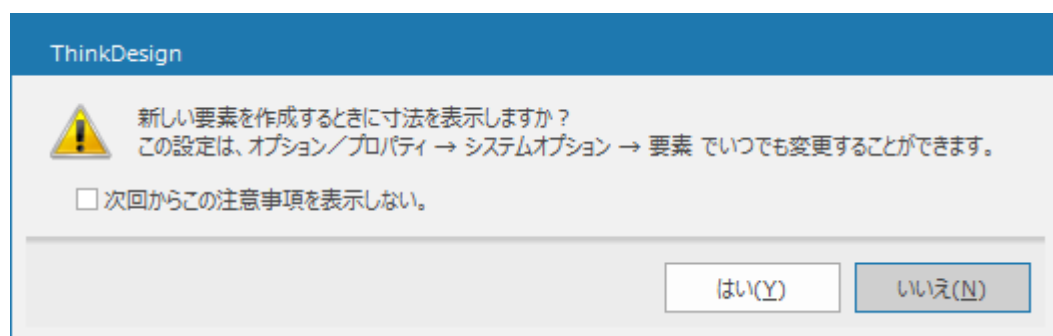 ThinkDesign
新しい要素を作成するときに寸法を表示しますか？
この設定は、オプション／プロパティ → システムオプション → 要素 でいつでも変更することができます。
次回からこの注意事項を表示しない。
はい(Y)
いいえ(N)